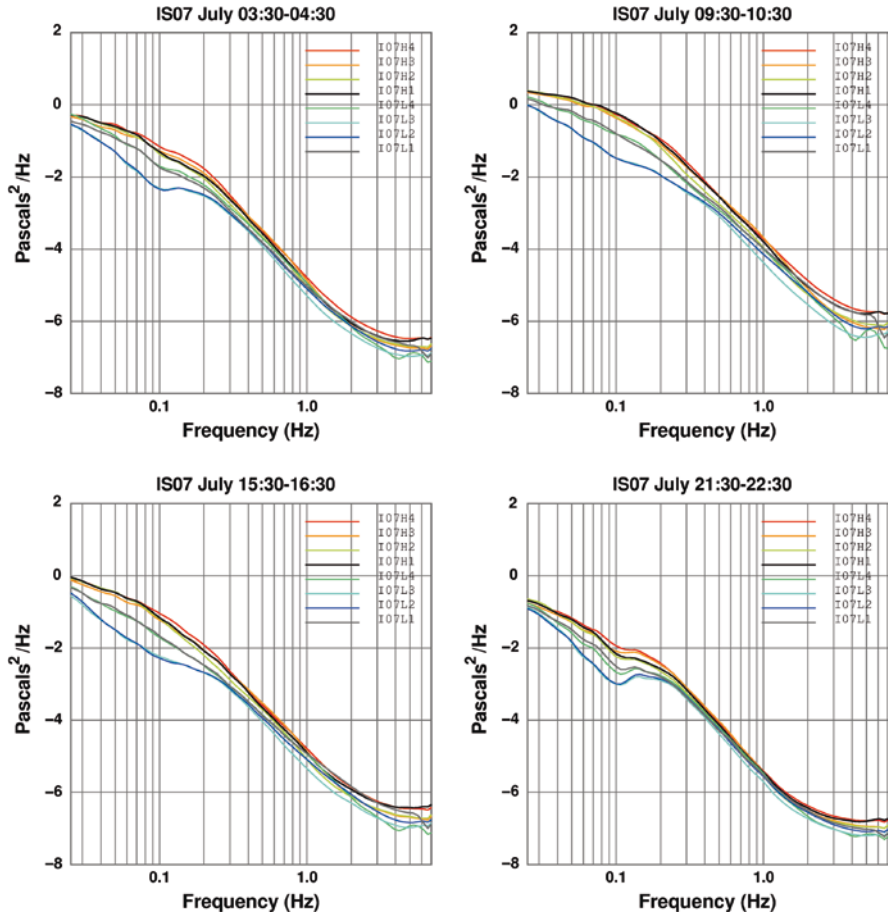 IS07 July 03:30-04:30
2
0
−2
−4
−6
−8
Pascals²/Hz
0.1
1.0
Frequency (Hz)
I07H4
I07H3
I07H2
I07H1
I07L4
I07L3
I07L2
I07L1
IS07 July 09:30-10:30
2
0
−2
−4
−6
−8
Pascals²/Hz
0.1
1.0
Frequency (Hz)
I07H4
I07H3
I07H2
I07H1
I07L4
I07L3
I07L2
I07L1
IS07 July 15:30-16:30
2
0
−2
−4
−6
−8
Pascals²/Hz
0.1
1.0
Frequency (Hz)
I07H4
I07H3
I07H2
I07H1
I07L4
I07L3
I07L2
I07L1
IS07 July 21:30-22:30
2
0
−2
−4
−6
−8
Pascals²/Hz
0.1
1.0
Frequency (Hz)
I07H4
I07H3
I07H2
I07H1
I07L4
I07L3
I07L2
I07L1